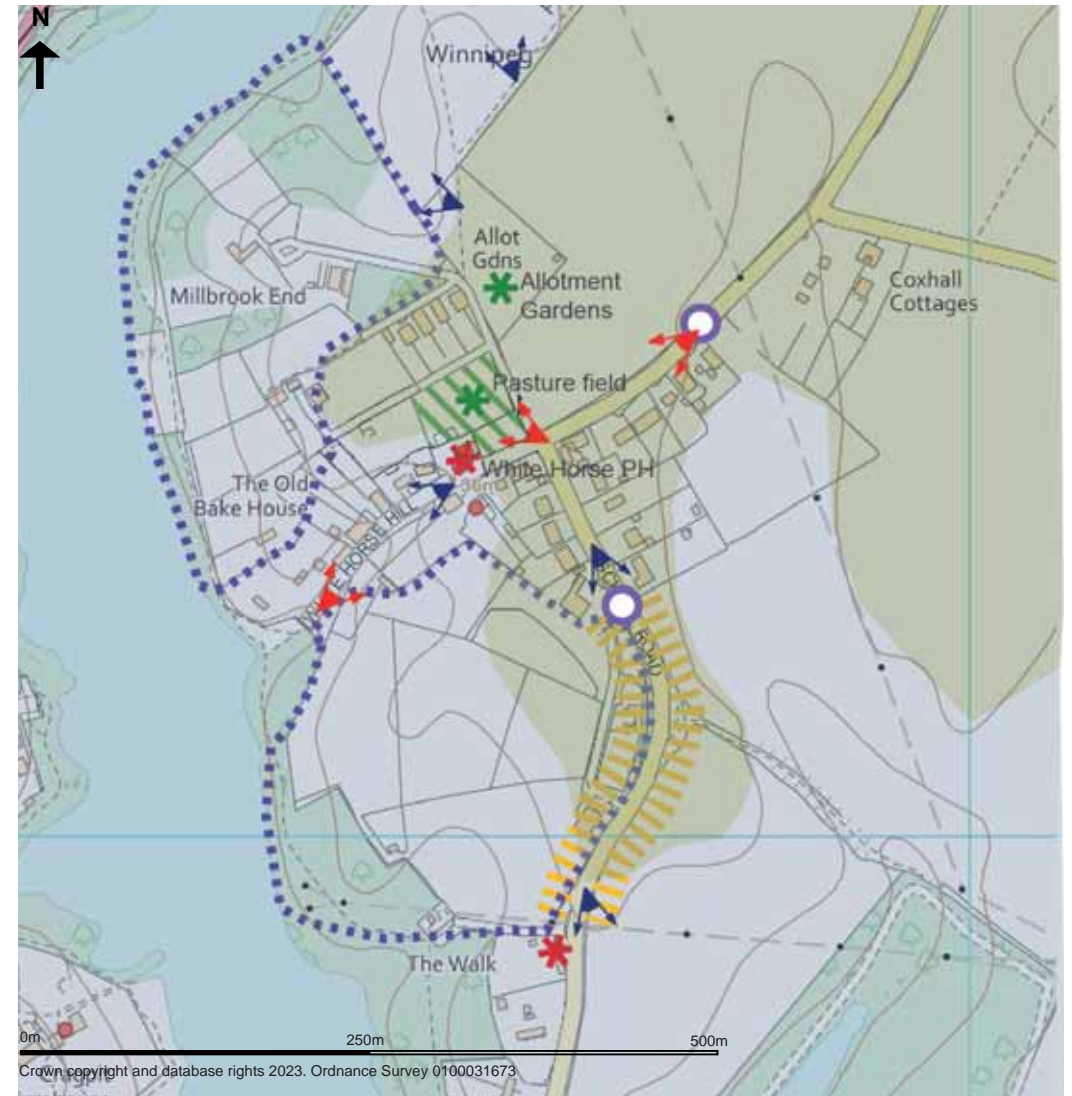 N
Winnipeg
Allot
Gdns
Allotment
Gardens
Millbrook End
Coxhall
Cottages
Pasture field
White Horse PH
The Old
Bake House
HORSE HILL
ROAD
The Walk
0m
250m
500m
Crown copyright and database rights 2023. Ordnance Survey 0100031673